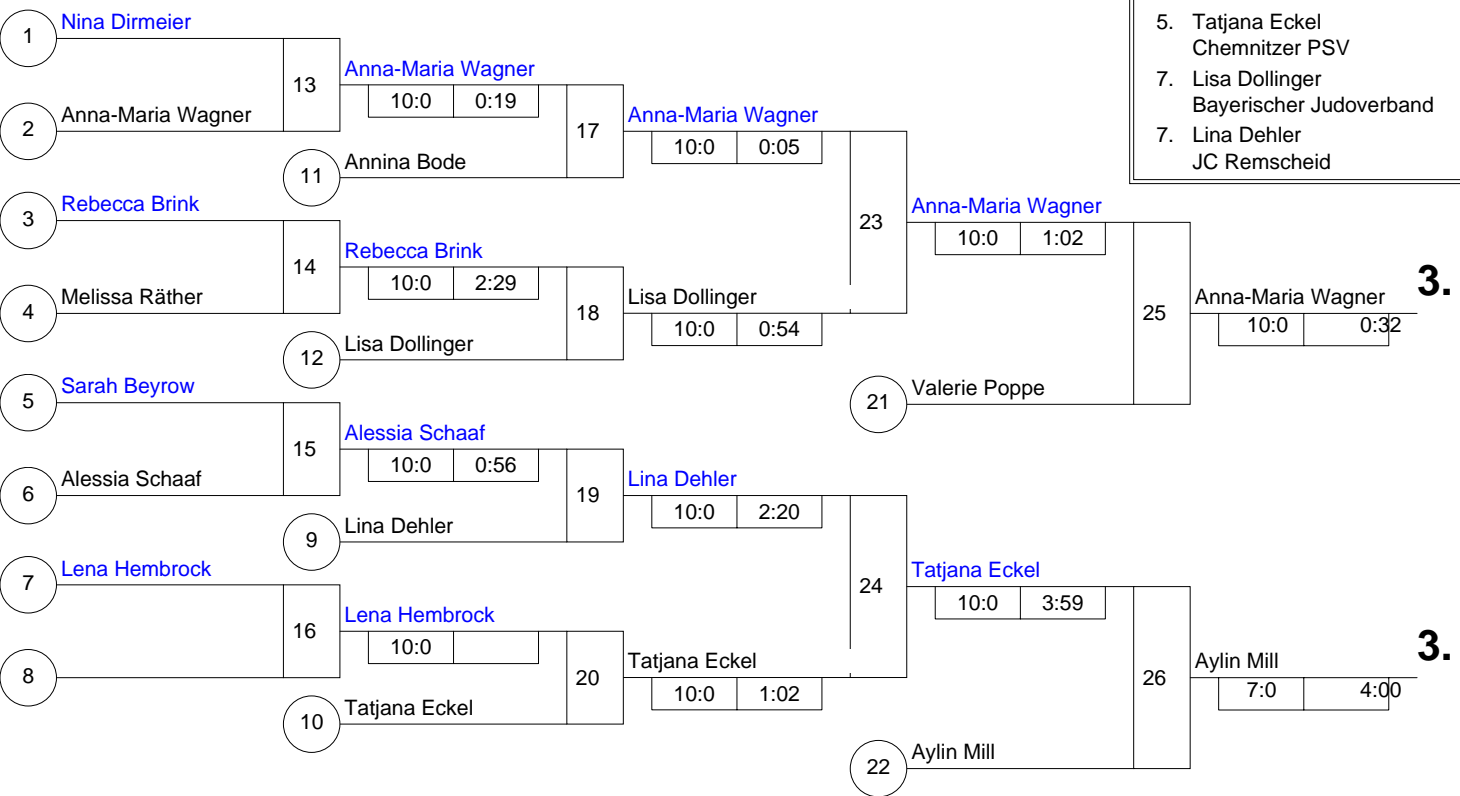 1 Nina Dirmeier
13
Anna-Maria Wagner
10:0 0:19
2 Anna-Maria Wagner
17
Anna-Maria Wagner
10:0 0:05
11 Annina Bode
3 Rebecca Brink
23
Anna-Maria Wagner
10:0 1:02
14
Rebecca Brink
10:0 2:29
4 Melissa Räther
18
Lisa Dollinger
10:0 0:54
12 Lisa Dollinger
25
Anna-Maria Wagner
10:0 0:32
3.
21 Valerie Poppe
5 Sarah Beyrow
15
Alessia Schaaf
10:0 0:56
6 Alessia Schaaf
19
Lina Dehler
10:0 2:20
9 Lina Dehler
7 Lena Hembrock
24
Tatjana Eckel
10:0 3:59
16
Lena Hembrock
10:0
8
20
Tatjana Eckel
10:0 1:02
10 Tatjana Eckel
26
Aylin Mill
7:0 4:00
3.
22 Aylin Mill
5. Tatjana Eckel
Chemnitzer PSV
7. Lisa Dollinger
Bayerischer Judoverband
7. Lina Dehler
JC Remscheid